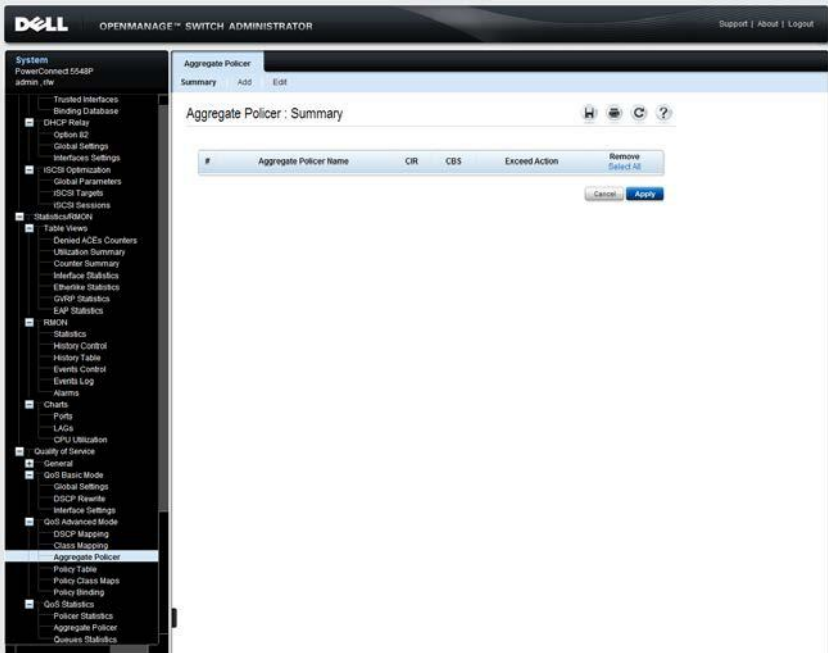 DELL OPENMANAGE™ SWITCH ADMINISTRATOR Support | About | Logout
System
PowerConnect 5548P
admin , r/w
Trusted Interfaces
Binding Database
DHCP Relay
Option 82
Global Settings
Interfaces Settings
iSCSI Optimization
Global Parameters
iSCSI Targets
iSCSI Sessions
Statistics/RMON
Table Views
Denied ACEs Counters
Utilization Summary
Counter Summary
Interface Statistics
Etherlike Statistics
GVRP Statistics
EAP Statistics
RMON
Statistics
History Control
History Table
Events Control
Events Log
Alarms
Charts
Ports
LAGs
CPU Utilization
Quality of Service
General
QoS Basic Mode
Global Settings
DSCP Rewrite
Interface Settings
QoS Advanced Mode
DSCP Mapping
Class Mapping
Aggregate Policer
Policy Table
Policy Class Maps
Policy Binding
QoS Statistics
Policer Statistics
Aggregate Policer
Queues Statistics
Aggregate Policer
Summary Add Edit
Aggregate Policer : Summary
# Aggregate Policer Name CIR CBS Exceed Action Remove
Select All
Cancel Apply